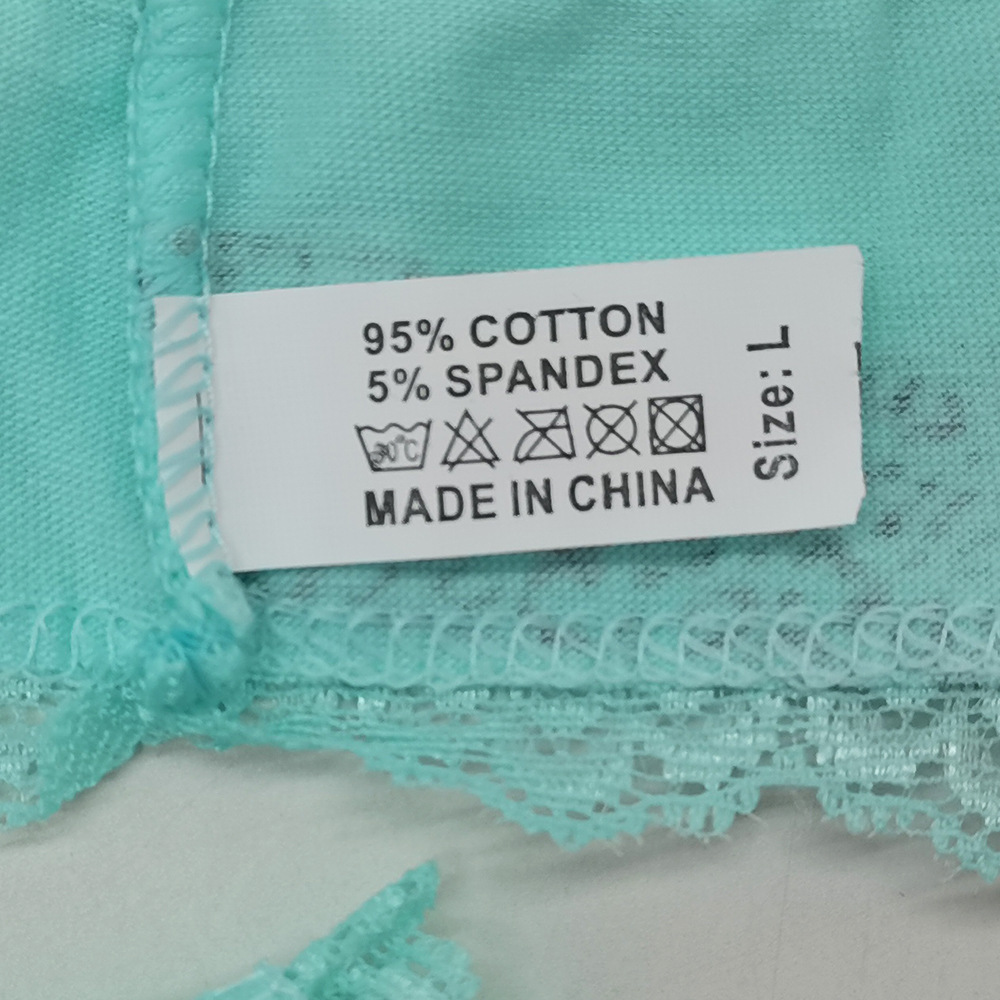 95% COTTON
5% SPANDEX
30°C
MADE IN CHINA
Size: L